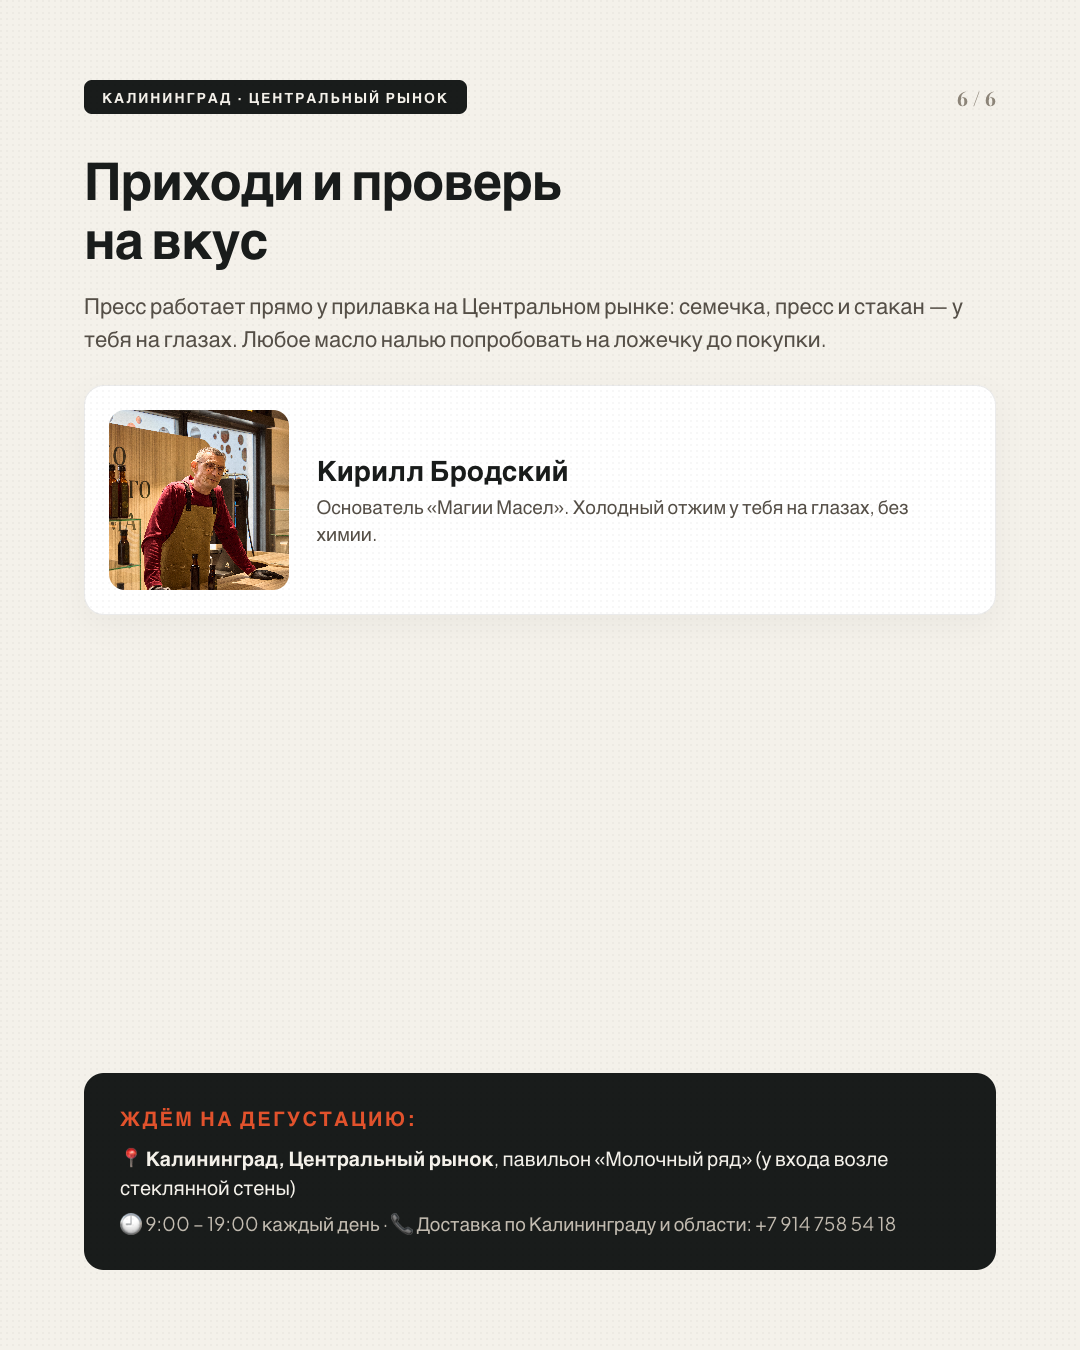 КАЛИНИНГРАД · ЦЕНТРАЛЬНЫЙ РЫНОК
6 / 6
Приходи и проверь
на вкус
Пресс работает прямо у прилавка на Центральном рынке: семечка, пресс и стакан — у
тебя на глазах. Любое масло налью попробовать на ложечку до покупки.
Кирилл Бродский
Основатель «Магии Масел». Холодный отжим у тебя на глазах, без
химии.
ЖДЁМ НА ДЕГУСТАЦИЮ:
📍 Калининград, Центральный рынок, павильон «Молочный ряд» (у входа возле
стеклянной стены)
🕘 9:00 – 19:00 каждый день · 📞 Доставка по Калининграду и области: +7 914 758 54 18